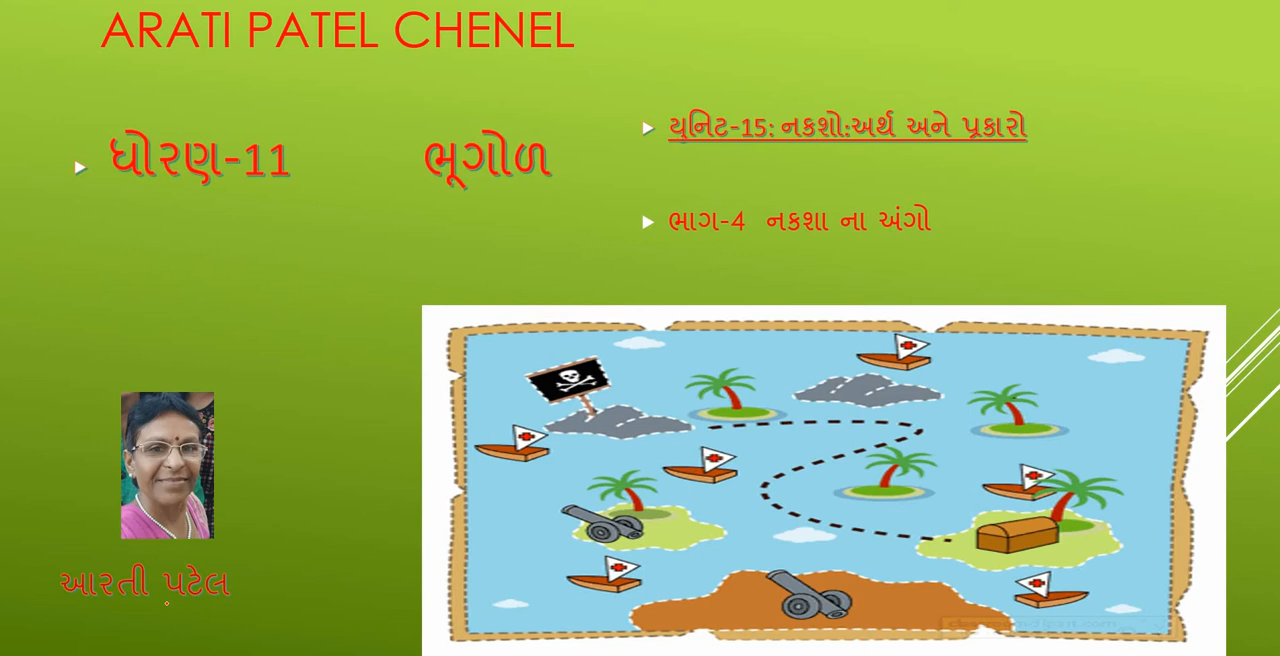 ARATI PATEL CHENEL
ધોરણ-11 ભૂગોળ
યુનિટ-15: નકશો:અર્થ અને પ્રકારો
ભાગ-4 નકશા ના અંગો
આરતી પટેલ